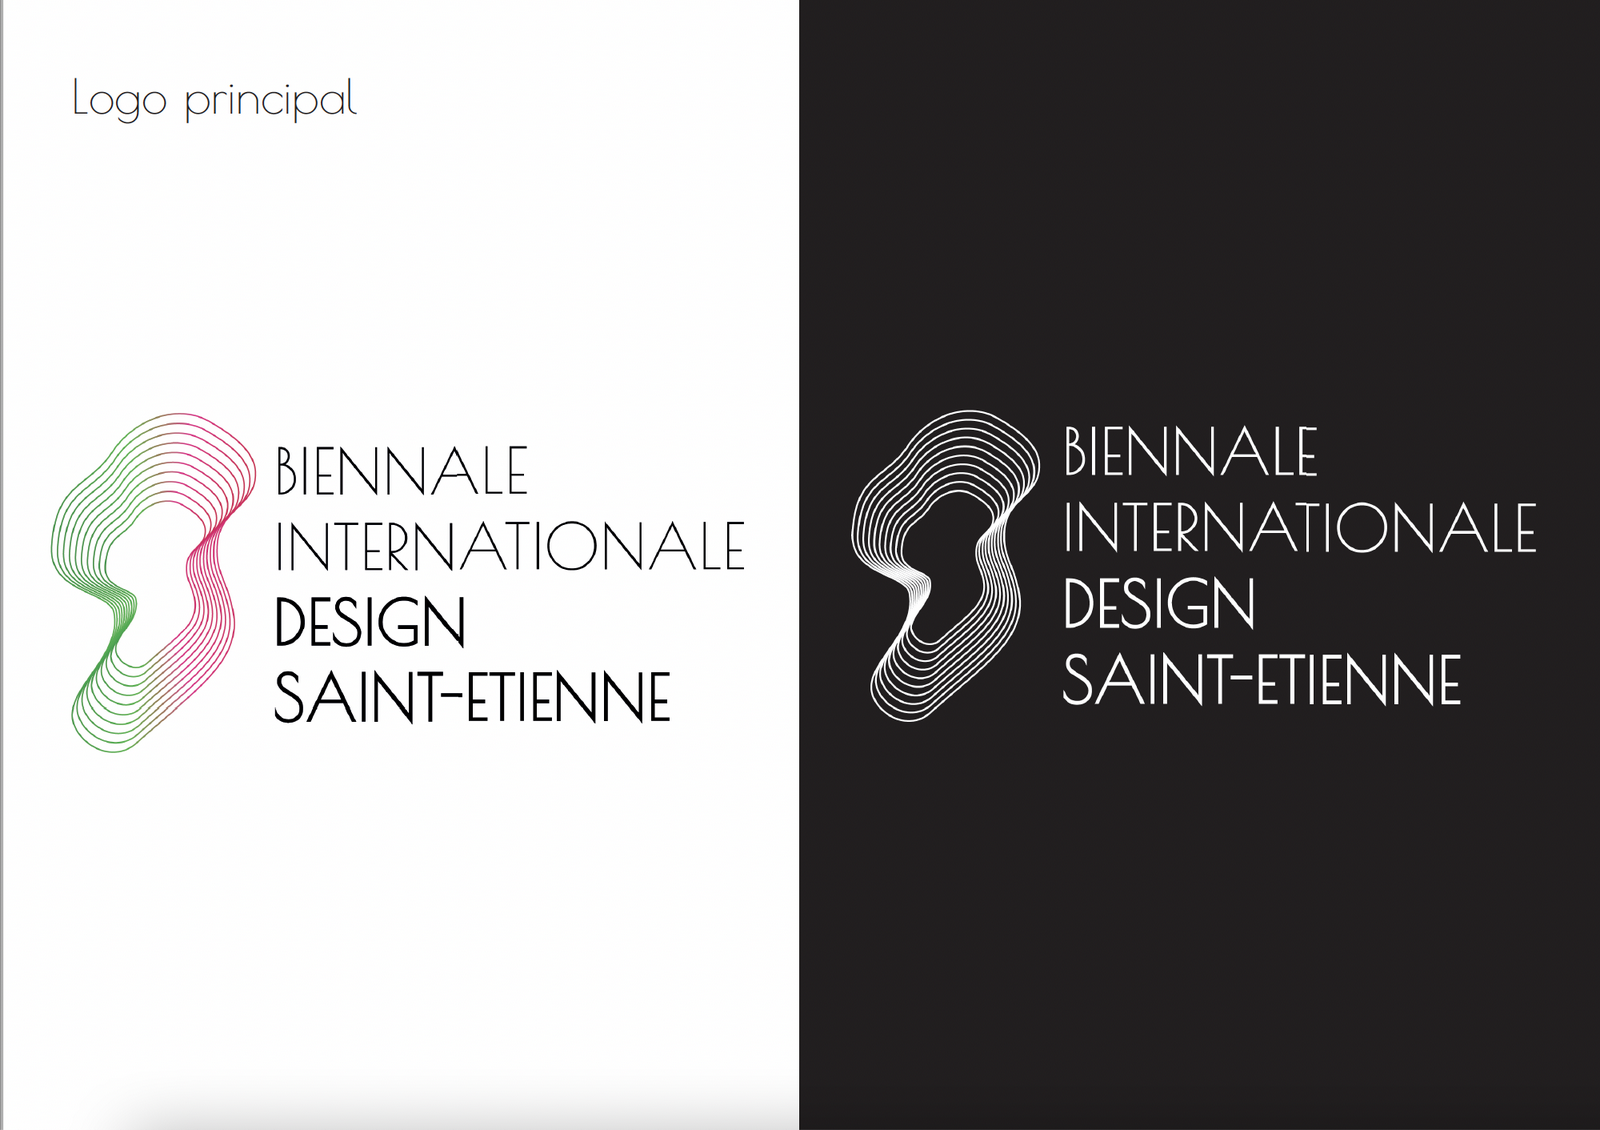 Logo principal
BIENNALE
INTERNATIONALE
DESIGN
SAINT-ETIENNE
BIENNALE
INTERNATIONALE
DESIGN
SAINT-ETIENNE